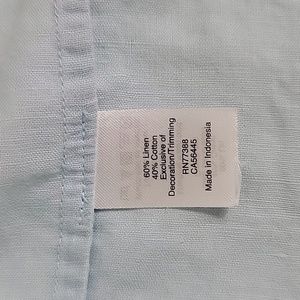 60% Linen
40% Cotton
Exclusive of
Decoration/Trimming
RN77388
CA56445
Made in Indonesia